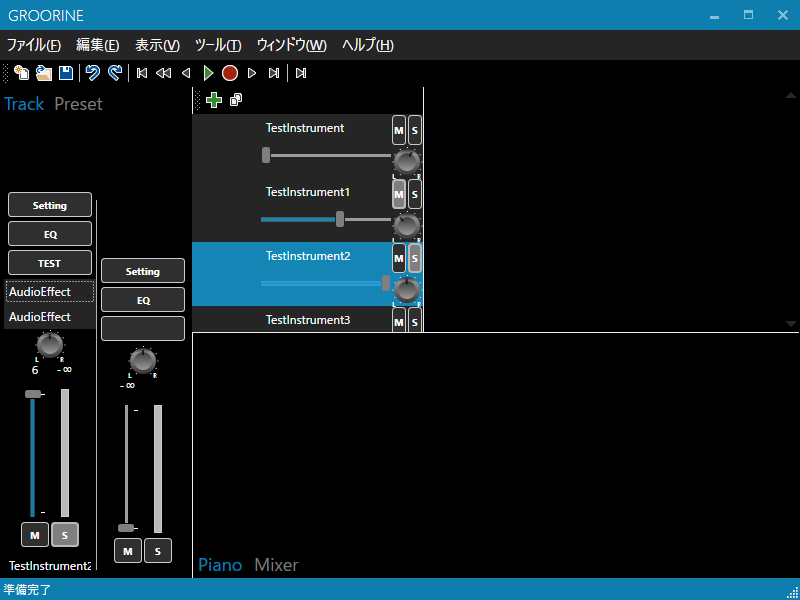 GROORINE
ファイル(F) 編集(E) 表示(V) ツール(T) ウィンドウ(W) ヘルプ(H)
Track Preset
TestInstrument
M S
L R
TestInstrument1
M S
L R
TestInstrument2
M S
L R
TestInstrument3
M S
Setting
EQ
TEST
AudioEffect
AudioEffect
L R
6 -∞
M S
TestInstrument2
Setting
EQ
L R
-∞
M S
Piano Mixer
準備完了